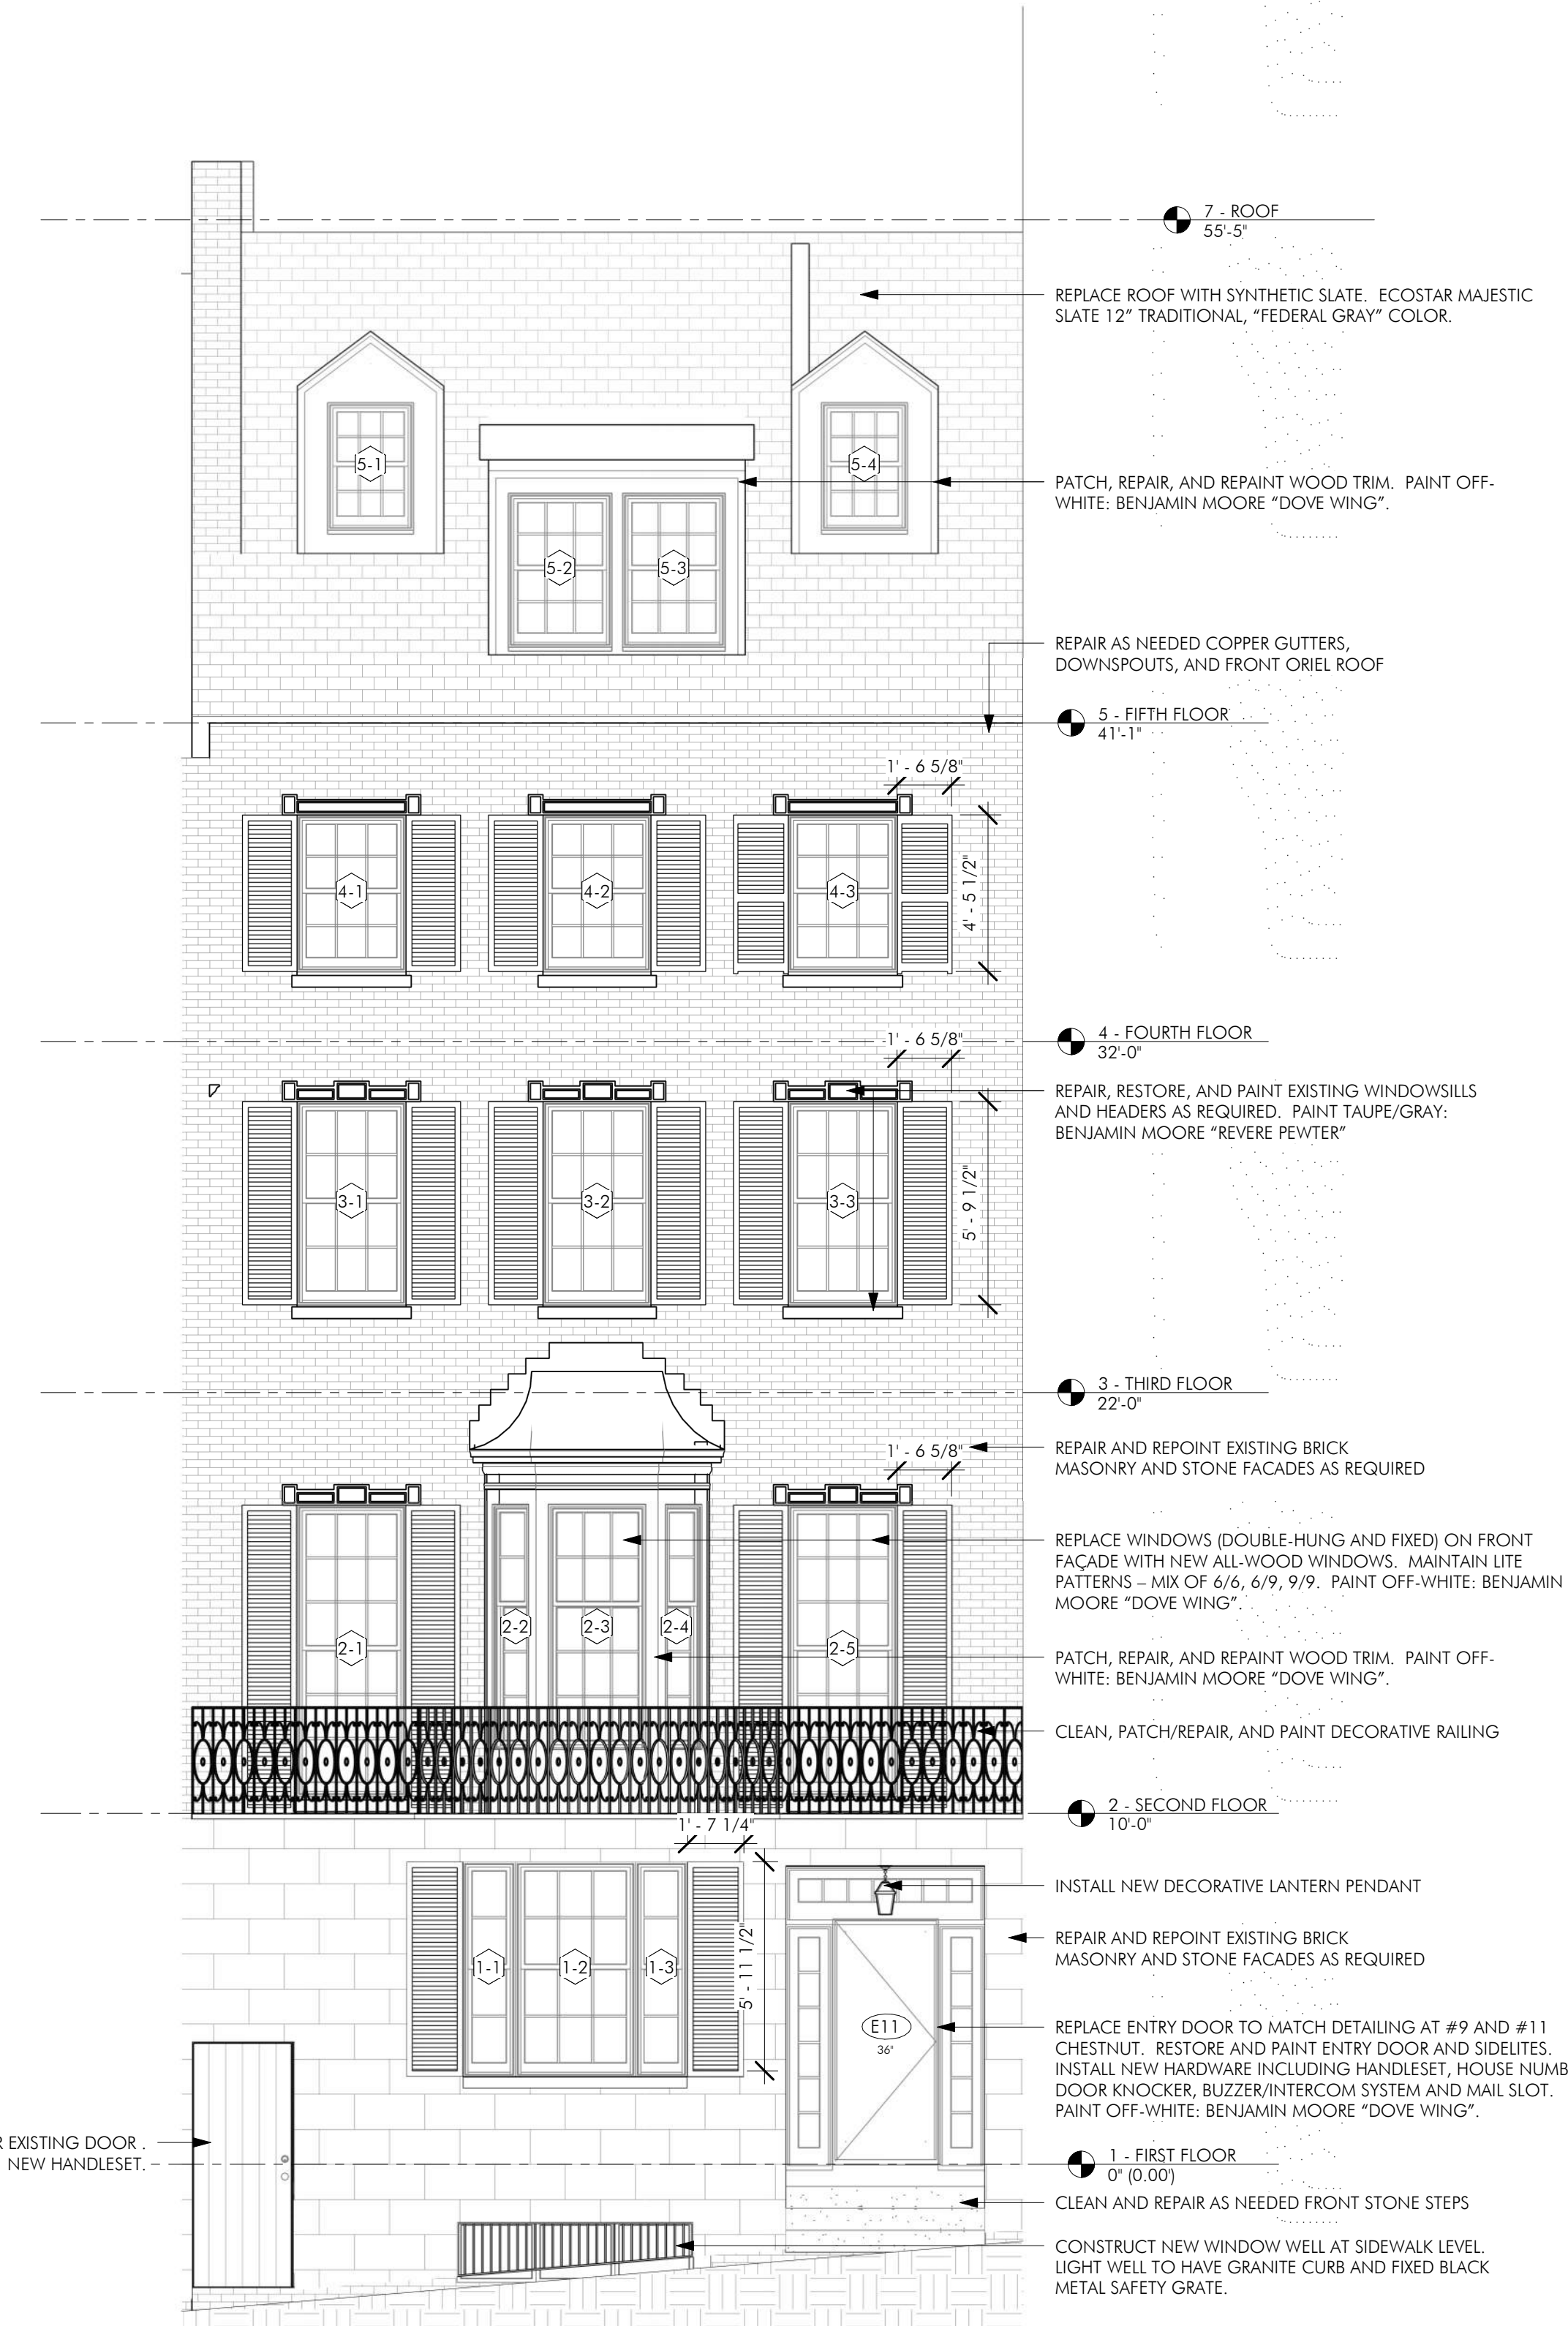 7 - ROOF
55'-5"
REPLACE ROOF WITH SYNTHETIC SLATE. ECOSTAR MAJESTIC
SLATE 12” TRADITIONAL, “FEDERAL GRAY” COLOR.
5-1
5-4
PATCH, REPAIR, AND REPAINT WOOD TRIM. PAINT OFF-
WHITE: BENJAMIN MOORE “DOVE WING”.
5-2
5-3
REPAIR AS NEEDED COPPER GUTTERS,
DOWNSPOUTS, AND FRONT ORIEL ROOF
5 - FIFTH FLOOR
41'-1"
1' - 6 5/8"
4-1
4-2
4-3
4' - 5 1/2"
4 - FOURTH FLOOR
32'-0"
1' - 6 5/8"
REPAIR, RESTORE, AND PAINT EXISTING WINDOWSILLS
AND HEADERS AS REQUIRED. PAINT TAUPE/GRAY:
BENJAMIN MOORE “REVERE PEWTER”
3-1
3-2
3-3
5' - 9 1/2"
3 - THIRD FLOOR
22'-0"
1' - 6 5/8"
REPAIR AND REPOINT EXISTING BRICK
MASONRY AND STONE FACADES AS REQUIRED
REPLACE WINDOWS (DOUBLE-HUNG AND FIXED) ON FRONT
FAÇADE WITH NEW ALL-WOOD WINDOWS. MAINTAIN LITE
PATTERNS – MIX OF 6/6, 6/9, 9/9. PAINT OFF-WHITE: BENJAMIN
MOORE “DOVE WING”.
2-1
2-2
2-3
2-4
2-5
PATCH, REPAIR, AND REPAINT WOOD TRIM. PAINT OFF-
WHITE: BENJAMIN MOORE “DOVE WING”.
CLEAN, PATCH/REPAIR, AND PAINT DECORATIVE RAILING
2 - SECOND FLOOR
10'-0"
1' - 7 1/4"
INSTALL NEW DECORATIVE LANTERN PENDANT
REPAIR AND REPOINT EXISTING BRICK
MASONRY AND STONE FACADES AS REQUIRED
1-1
1-2
1-3
5' - 11 1/2"
E11
36"
REPLACE ENTRY DOOR TO MATCH DETAILING AT #9 AND #11
CHESTNUT. RESTORE AND PAINT ENTRY DOOR AND SIDELITES.
INSTALL NEW HARDWARE INCLUDING HANDLESET, HOUSE NUMB
DOOR KNOCKER, BUZZER/INTERCOM SYSTEM AND MAIL SLOT.
PAINT OFF-WHITE: BENJAMIN MOORE “DOVE WING”.
R EXISTING DOOR .
NEW HANDLESET.
1 - FIRST FLOOR
0" (0.00')
CLEAN AND REPAIR AS NEEDED FRONT STONE STEPS
CONSTRUCT NEW WINDOW WELL AT SIDEWALK LEVEL.
LIGHT WELL TO HAVE GRANITE CURB AND FIXED BLACK
METAL SAFETY GRATE.